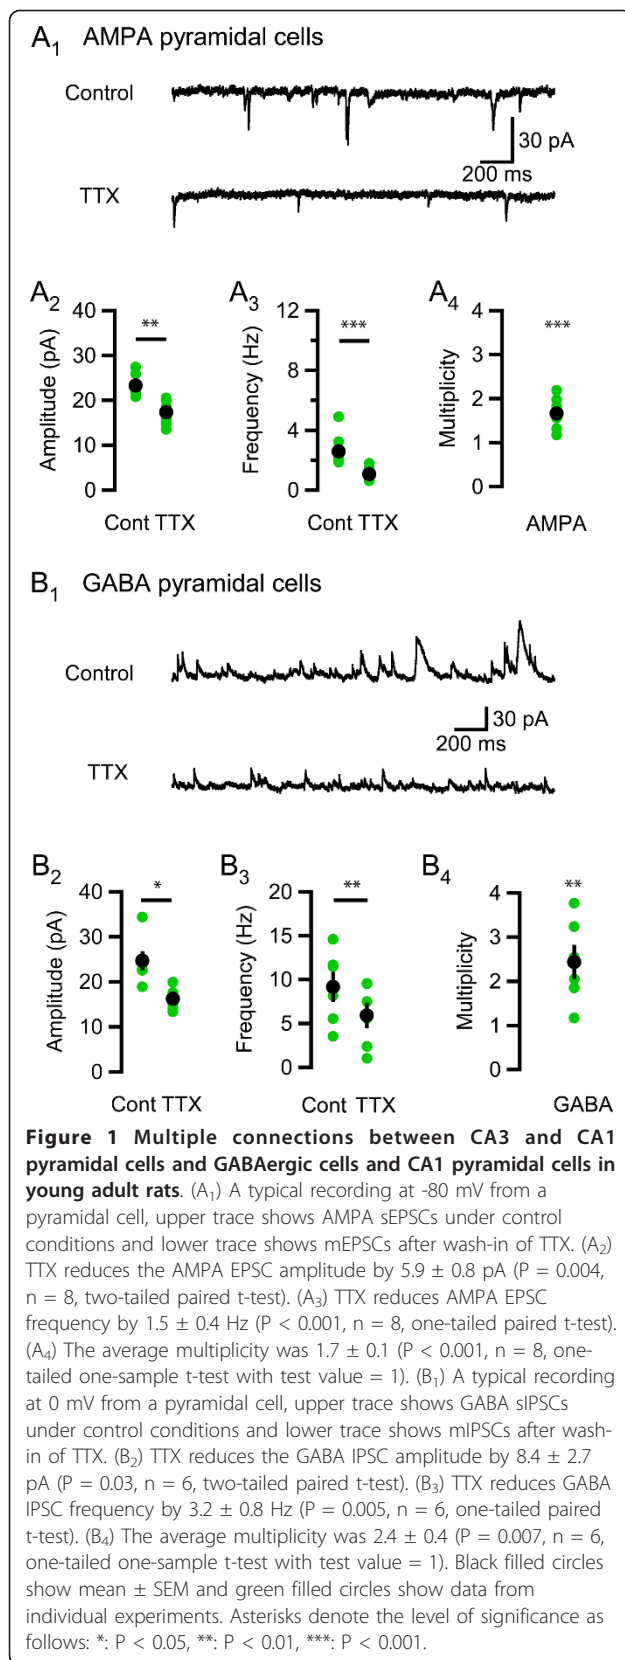 A1 AMPA pyramidal cells
Control
30 pA
200 ms
TTX
A2
A3
A4
Amplitude (pA)
40
30
20
10
0
**
Cont TTX
Frequency (Hz)
12
8
4
0
***
Cont TTX
Multiplicity
4
3
2
1
0
***
AMPA
B1 GABA pyramidal cells
Control
30 pA
200 ms
TTX
B2
B3
B4
Amplitude (pA)
40
30
20
10
0
*
Cont TTX
Frequency (Hz)
20
15
10
5
0
**
Cont TTX
Multiplicity
4
3
2
1
0
**
GABA
Figure 1 Multiple connections between CA3 and CA1
pyramidal cells and GABAergic cells and CA1 pyramidal cells in
young adult rats. (A1) A typical recording at -80 mV from a
pyramidal cell, upper trace shows AMPA sEPSCs under control
conditions and lower trace shows mEPSCs after wash-in of TTX. (A2)
TTX reduces the AMPA EPSC amplitude by 5.9 ± 0.8 pA (P = 0.004,
n = 8, two-tailed paired t-test). (A3) TTX reduces AMPA EPSC
frequency by 1.5 ± 0.4 Hz (P < 0.001, n = 8, one-tailed paired t-test).
(A4) The average multiplicity was 1.7 ± 0.1 (P < 0.001, n = 8, one-
tailed one-sample t-test with test value = 1). (B1) A typical recording
at 0 mV from a pyramidal cell, upper trace shows GABA sIPSCs
under control conditions and lower trace shows mIPSCs after wash-
in of TTX. (B2) TTX reduces the GABA IPSC amplitude by 8.4 ± 2.7
pA (P = 0.03, n = 6, two-tailed paired t-test). (B3) TTX reduces GABA
IPSC frequency by 3.2 ± 0.8 Hz (P = 0.005, n = 6, one-tailed paired
t-test). (B4) The average multiplicity was 2.4 ± 0.4 (P = 0.007, n = 6,
one-tailed one-sample t-test with test value = 1). Black filled circles
show mean ± SEM and green filled circles show data from
individual experiments. Asterisks denote the level of significance as
follows: *: P < 0.05, **: P < 0.01, ***: P < 0.001.